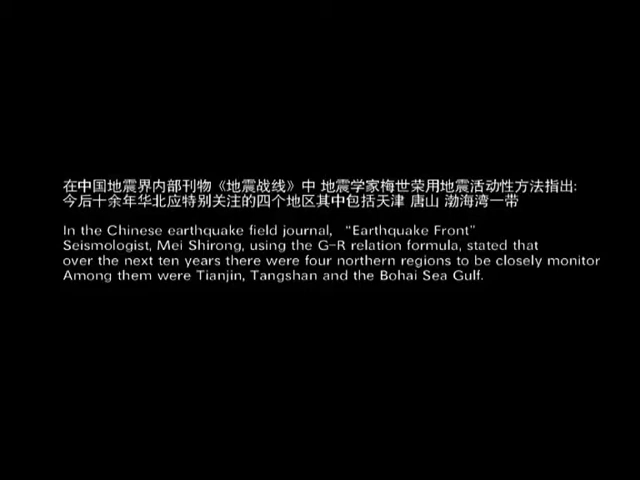 在中国地震界内部刊物《地震战线》中 地震学家梅世荣用地震活动性方法指出:
今后十余年华北应特别关注的四个地区其中包括天津 唐山 渤海湾一带
In the Chinese earthquake field journal, “Earthquake Front”
Seismologist, Mei Shirong, using the G-R relation formula, stated that
over the next ten years there were four northern regions to be closely monitor
Among them were Tianjin, Tangshan and the Bohai Sea Gulf.